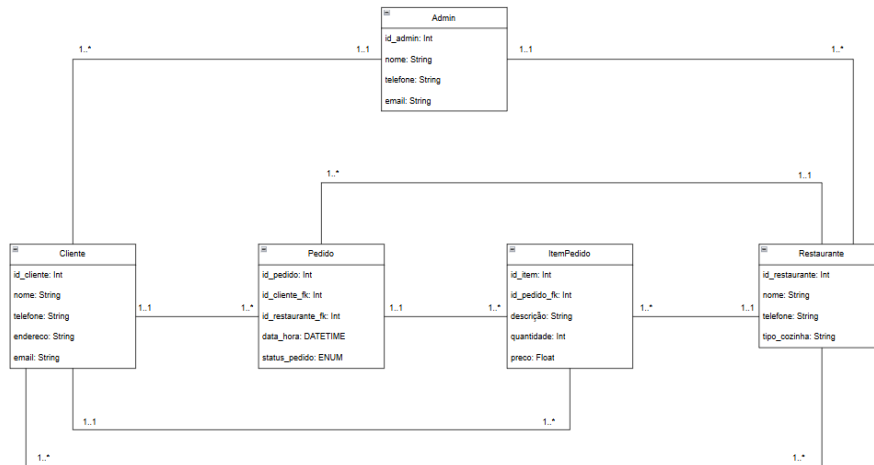 Admin
id_admin: Int
nome: String
telefone: String
email: String
1..*
1..1
1..1
1..*
1..*
1..1
Cliente
id_cliente: Int
nome: String
telefone: String
endereco: String
email: String
Pedido
id_pedido: Int
id_cliente_fk: Int
id_restaurante_fk: Int
data_hora: DATETIME
status_pedido: ENUM
ItemPedido
id_item: Int
id_pedido_fk: Int
descrição: String
quantidade: Int
preco: Float
Restaurante
id_restaurante: Int
nome: String
telefone: String
tipo_cozinha: String
1..1
1..*
1..1
1..*
1..*
1..1
1..1
1..*
1..*
1..*